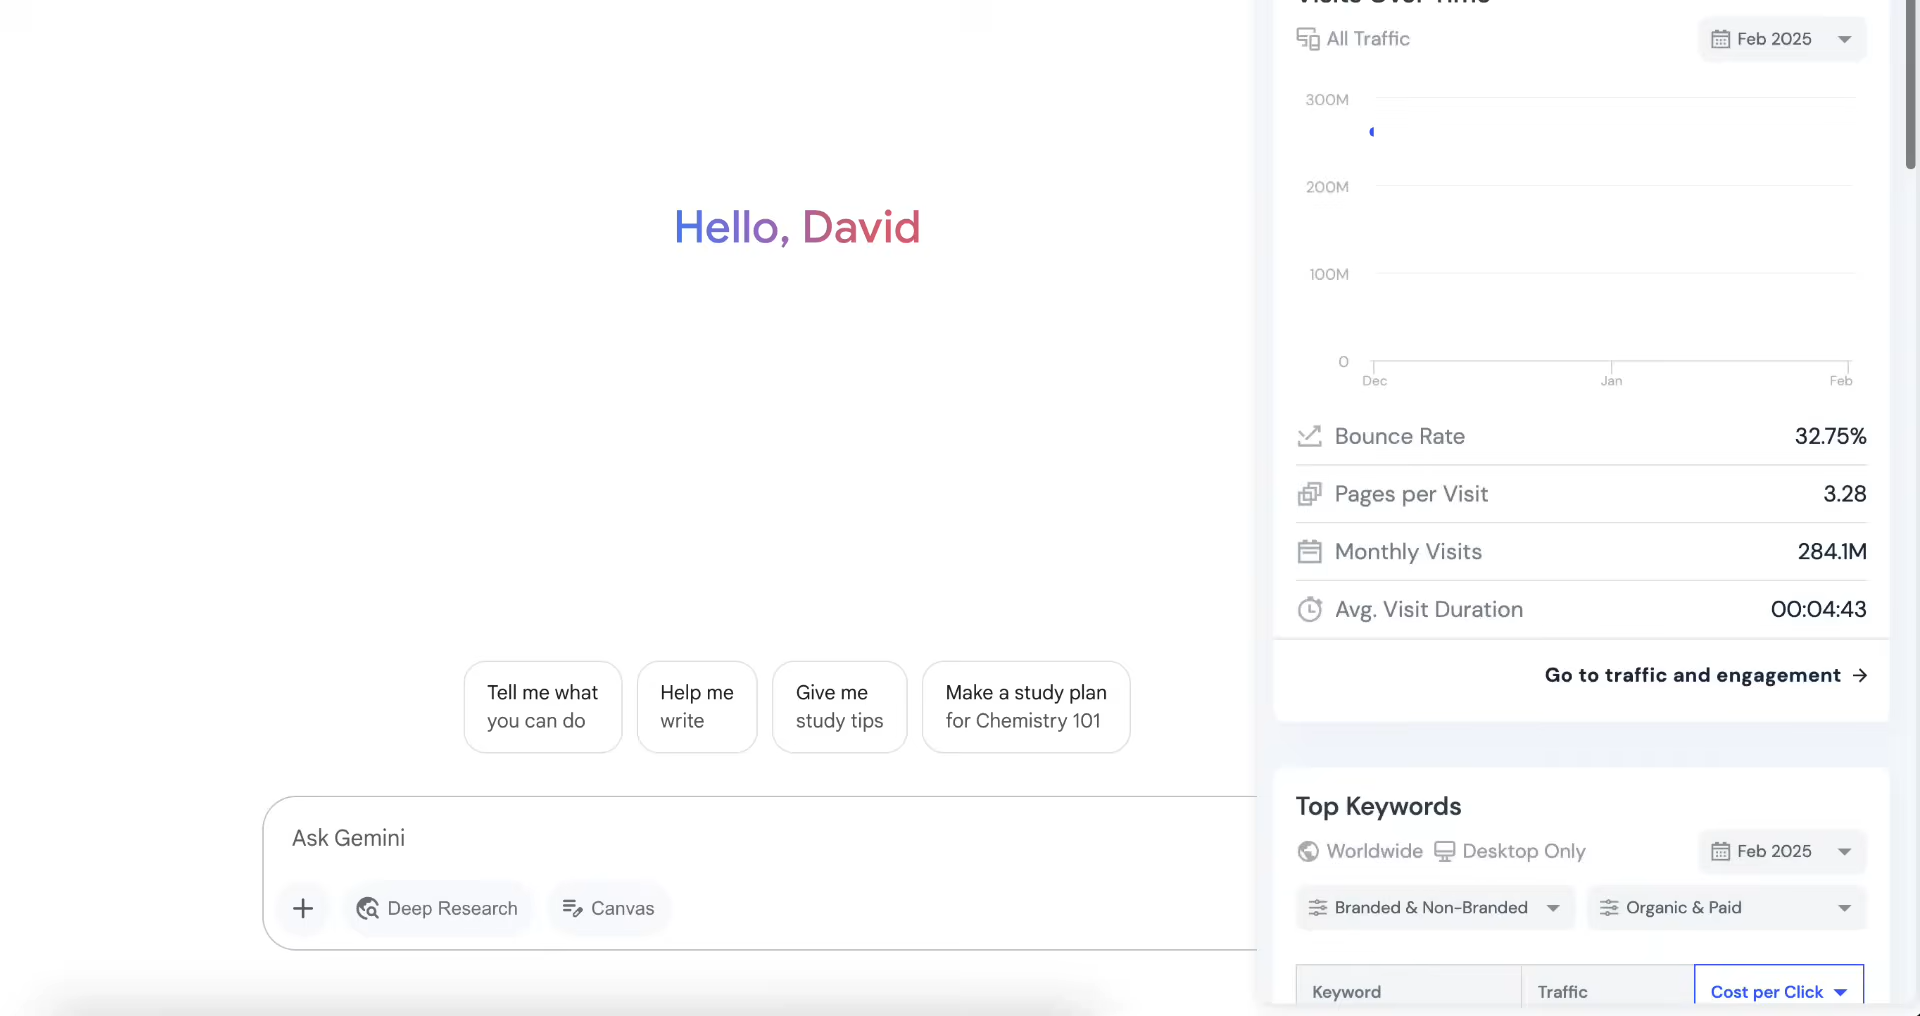 Hello, David
Tell me what
you can do
Help me
write
Give me
study tips
Make a study plan
for Chemistry 101
Ask Gemini
Deep Research
Canvas
Visits Over Time
All Traffic
Feb 2025
300M
200M
100M
0
Dec
Jan
Feb
Bounce Rate 32.75%
Pages per Visit 3.28
Monthly Visits 284.1M
Avg. Visit Duration 00:04:43
Go to traffic and engagement →
Top Keywords
Worldwide Desktop Only
Feb 2025
Branded & Non-Branded
Organic & Paid
Keyword Traffic Cost per Click